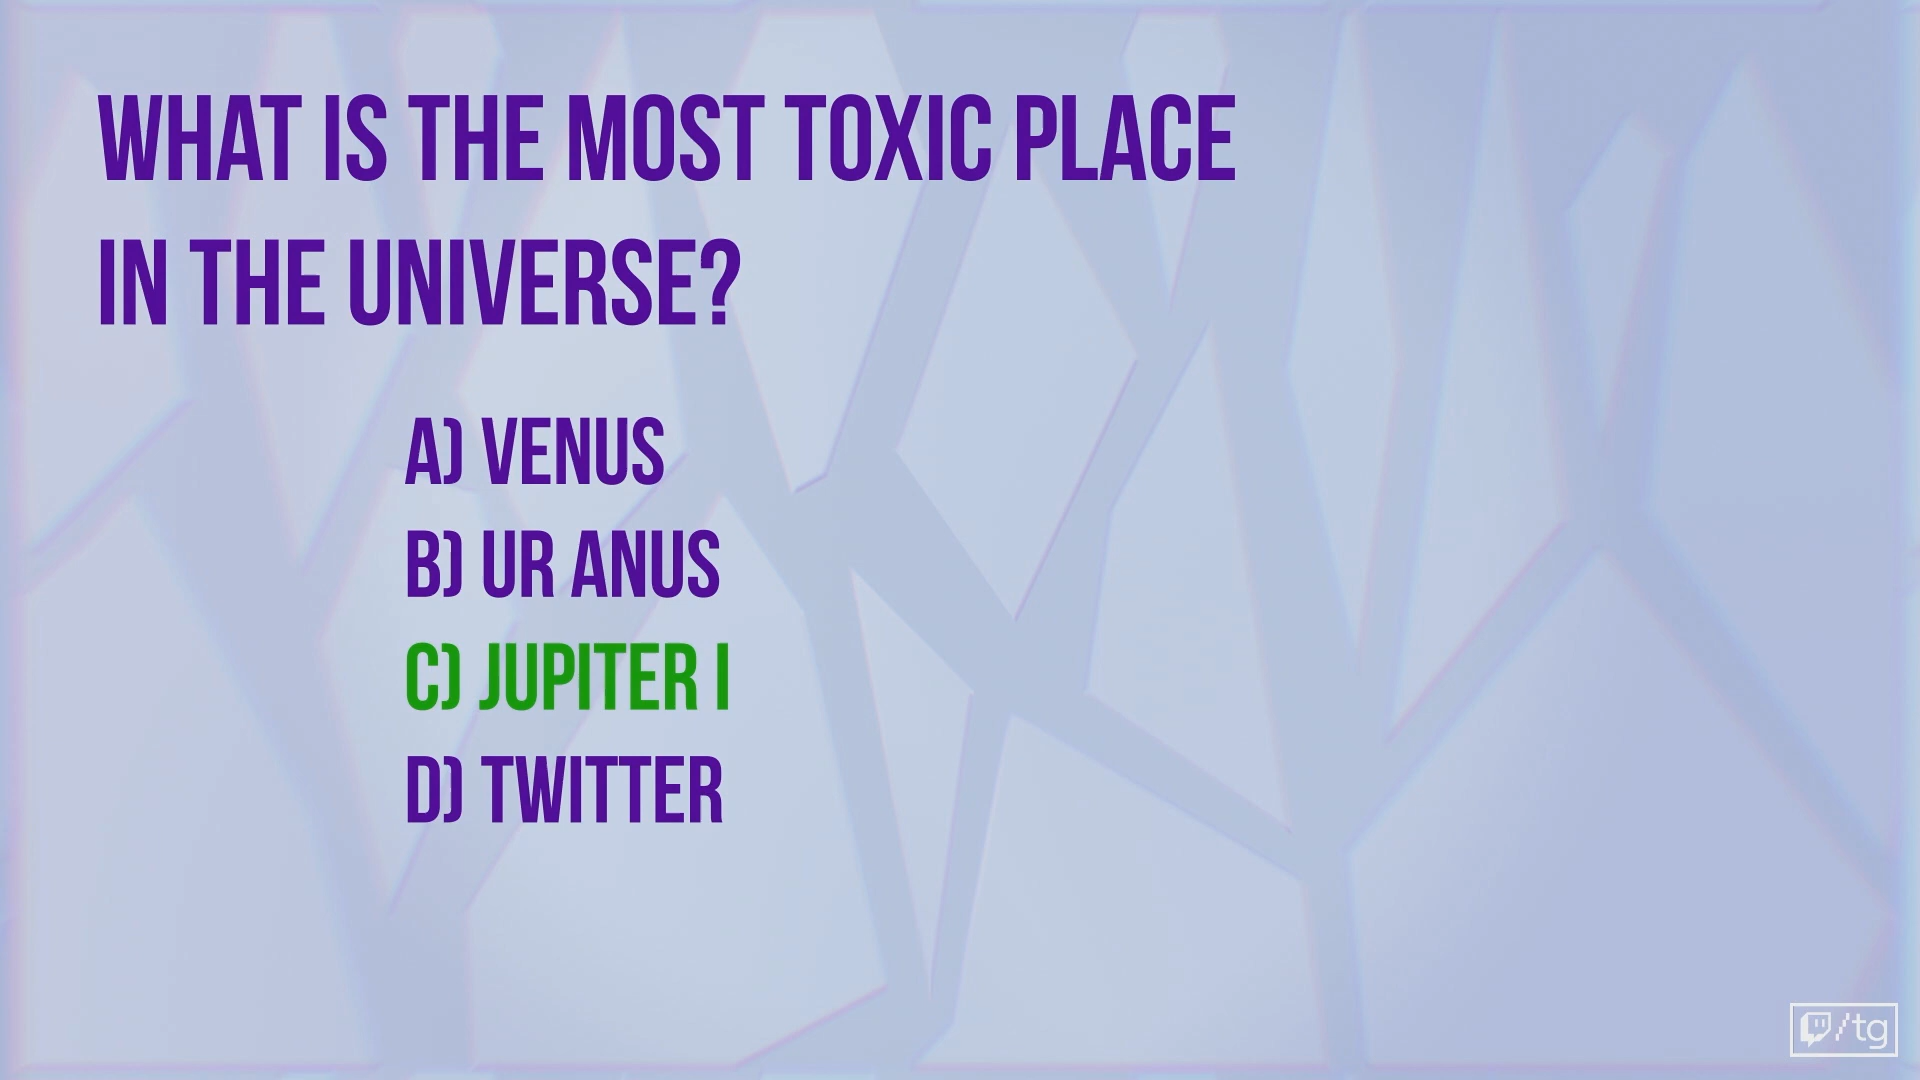 WHAT IS THE MOST TOXIC PLACE
IN THE UNIVERSE?
A) VENUS
B) UR ANUS
C) JUPITER I
D) TWITTER
/tg